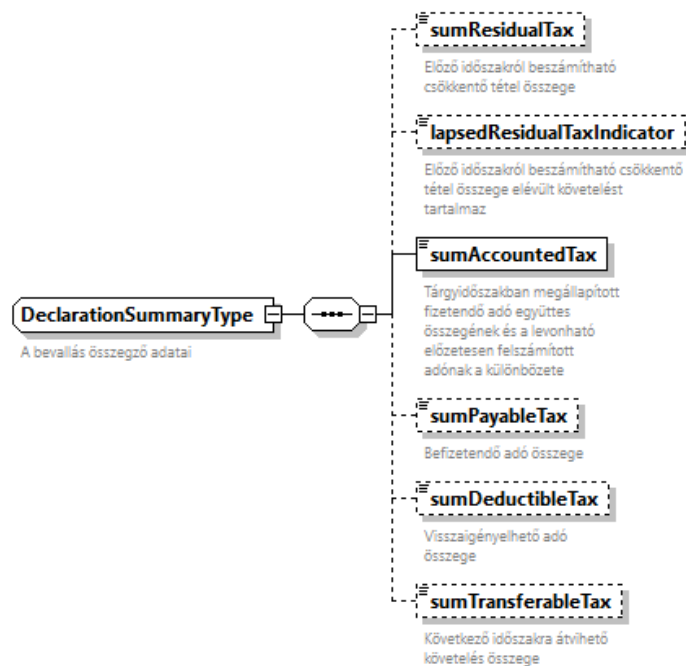 sumResidualTax
Előző időszakról beszámítható
csökkentő tétel összege
lapsedResidualTaxIndicator
Előző időszakról beszámítható csökkentő
tétel összege elévült követelést
tartalmaz
sumAccountedTax
Tárgyidőszakban megállapított
fizetendő adó együttes
összegének és a levonható
előzetesen felszámított
adónak a különbözete
DeclarationSummaryType
A bevallás összegző adatai
sumPayableTax
Befizetendő adó összege
sumDeductibleTax
Visszaigényelhető adó
összege
sumTransferableTax
Következő időszakra átvihető
követelés összege